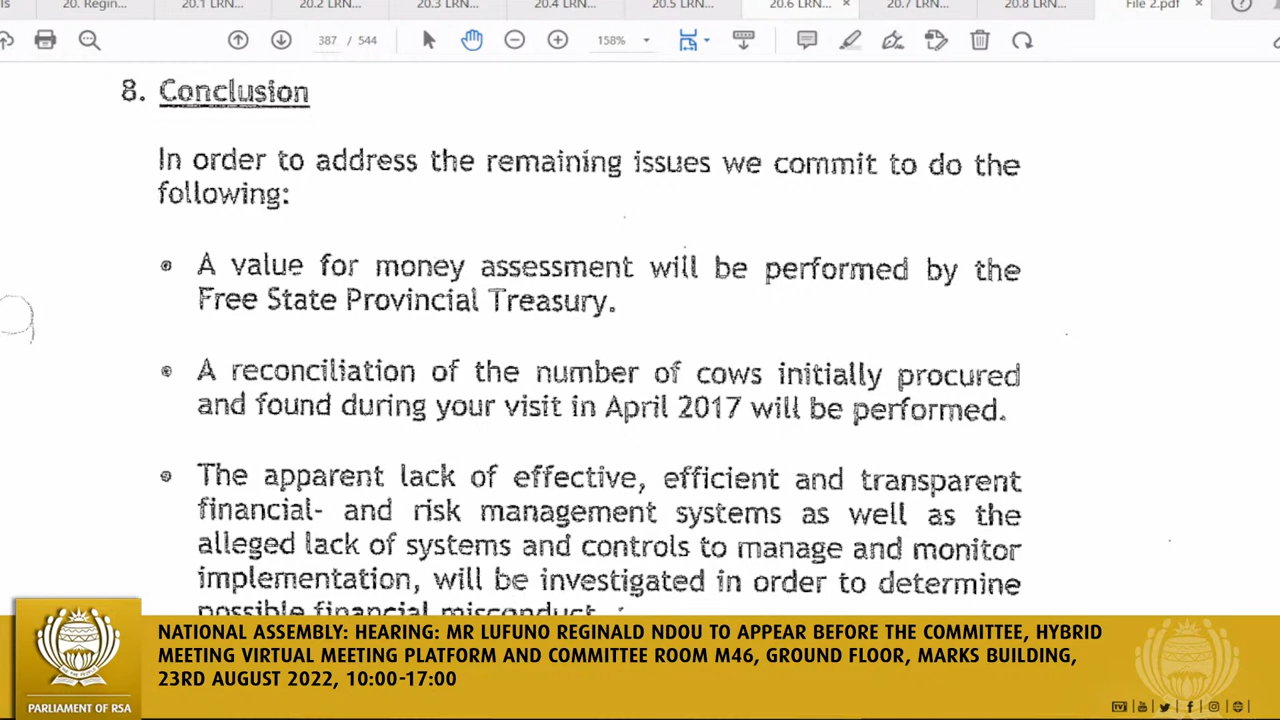 20. Regin...
20.1 LRN...
20.2 LRN...
20.3 LRN...
20.4 LRN...
20.5 LRN...
20.6 LRN...
20.7 LRN...
20.8 LRN...
File 2.pdf
387 / 544
158%
8. Conclusion
In order to address the remaining issues we commit to do the
following:
A value for money assessment will be performed by the
Free State Provincial Treasury.
A reconciliation of the number of cows initially procured
and found during your visit in April 2017 will be performed.
The apparent lack of effective, efficient and transparent
financial- and risk management systems as well as the
alleged lack of systems and controls to manage and monitor
implementation, will be investigated in order to determine
possible financial misconduct.
NATIONAL ASSEMBLY: HEARING: MR LUFUNO REGINALD NDOU TO APPEAR BEFORE THE COMMITTEE, HYBRID
MEETING VIRTUAL MEETING PLATFORM AND COMMITTEE ROOM M46, GROUND FLOOR, MARKS BUILDING,
23RD AUGUST 2022, 10:00-17:00
PARLIAMENT OF RSA